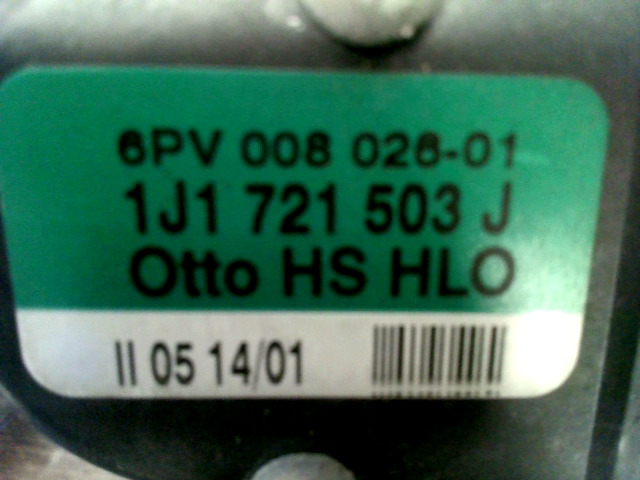 6PV 008 026-01
1J1 721 503 J
Otto HS HLO
II 05 14/01